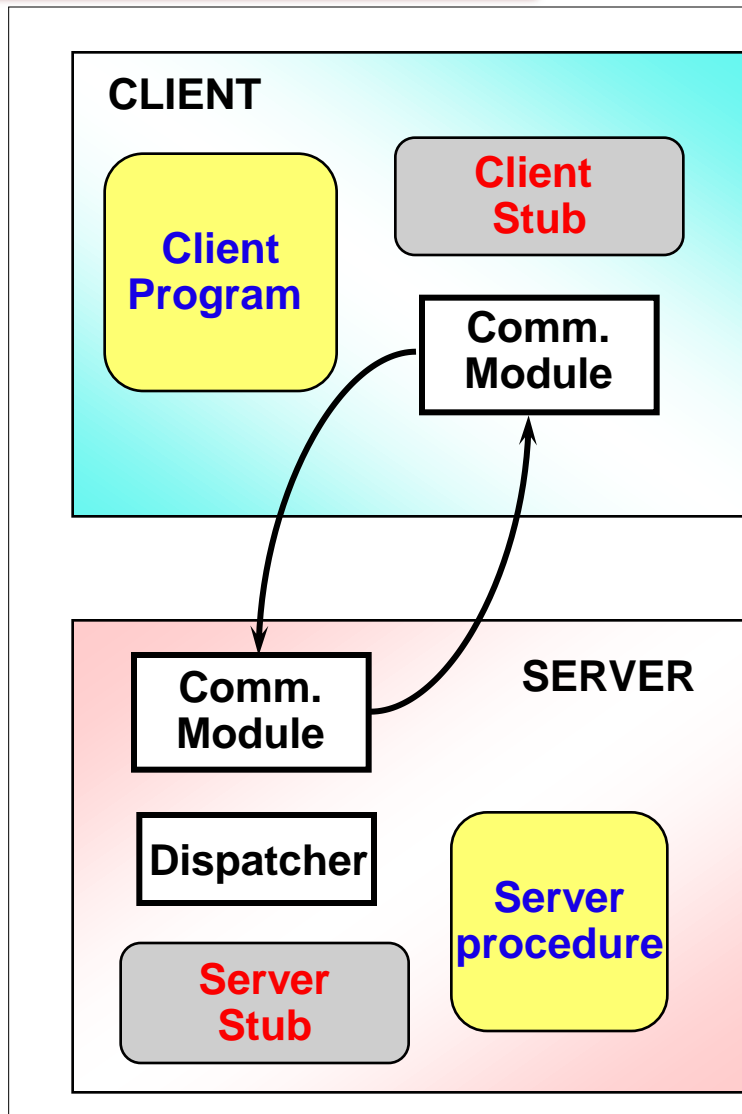 CLIENT
Client
Stub
Client
Program
Comm.
Module
Comm.
Module
SERVER
Dispatcher
Server
procedure
Server
Stub